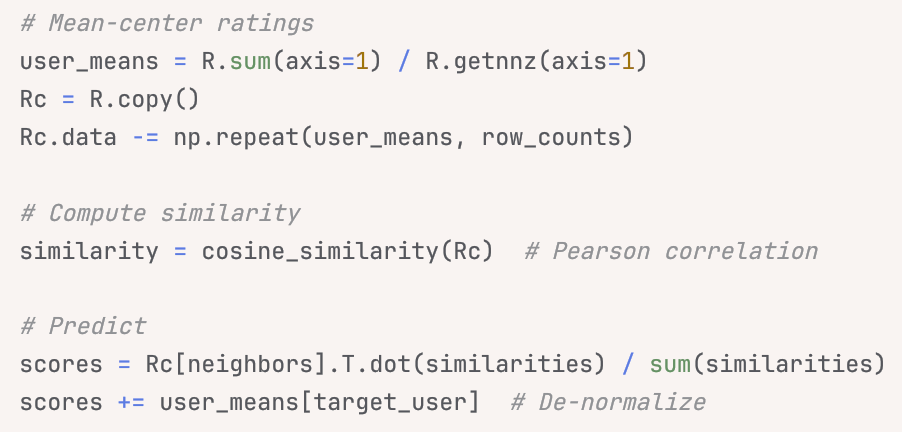 # Mean-center ratings
user_means = R.sum(axis=1) / R.getnnz(axis=1)
Rc = R.copy()
Rc.data -= np.repeat(user_means, row_counts)

# Compute similarity
similarity = cosine_similarity(Rc)  # Pearson correlation

# Predict
scores = Rc[neighbors].T.dot(similarities) / sum(similarities)
scores += user_means[target_user]  # De-normalize